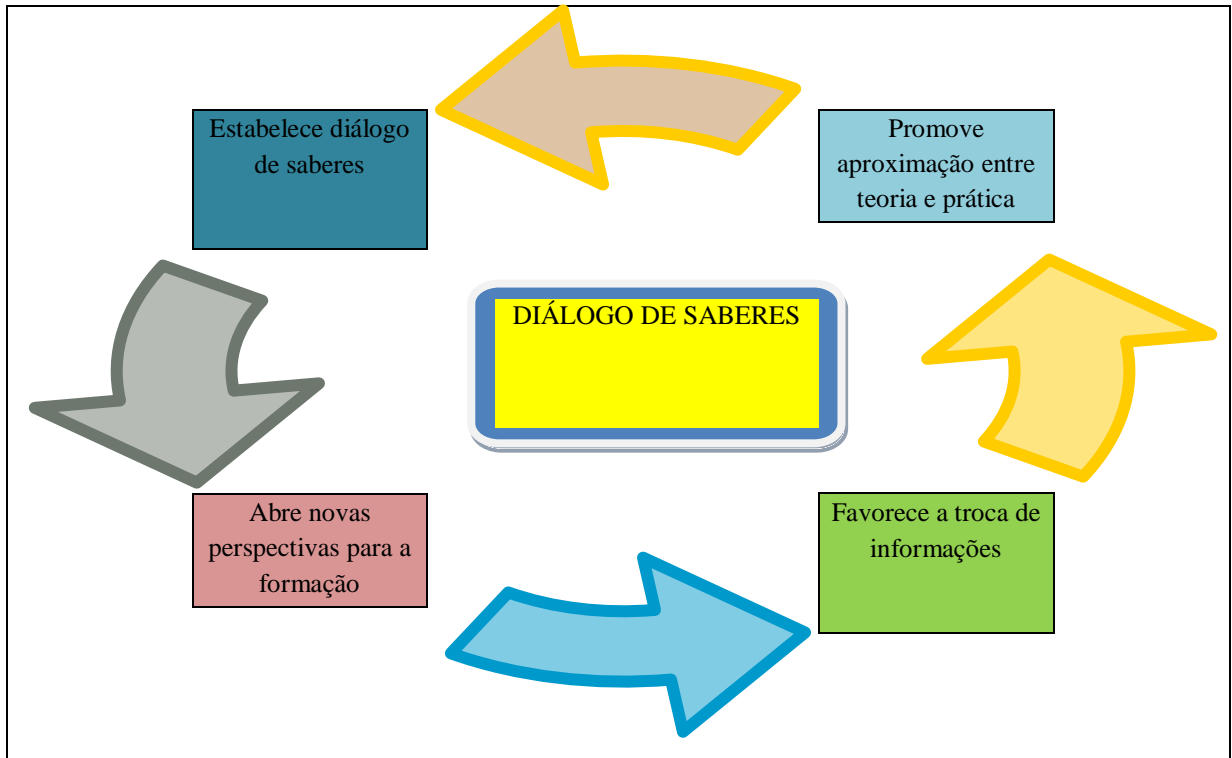 Estabelece diálogo
de saberes
Promove
aproximação entre
teoria e prática
DIÁLOGO DE SABERES
Abre novas
perspectivas para a
formação
Favorece a troca de
informações